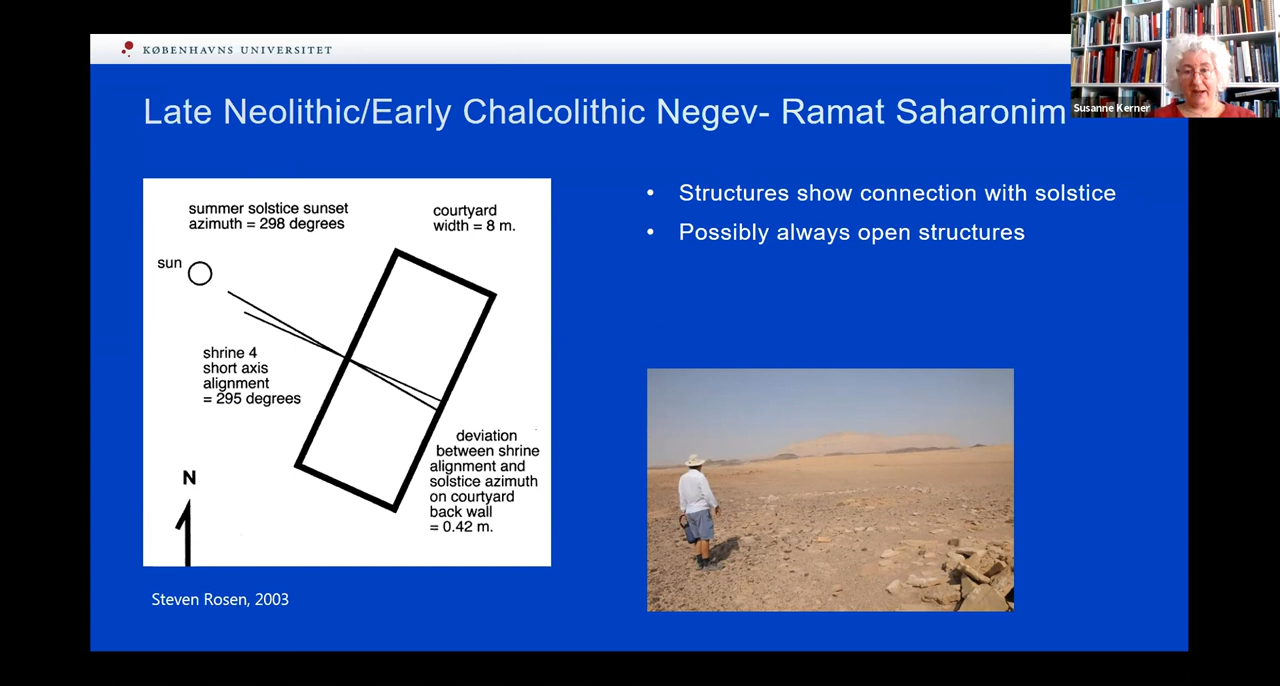 KØBENHAVNS UNIVERSITET
Susanne Kerner
Late Neolithic/Early Chalcolithic Negev- Ramat Saharonim
summer solstice sunset
azimuth = 298 degrees
courtyard
width = 8 m.
sun
shrine 4
short axis
alignment
= 295 degrees
deviation
between shrine
alignment and
solstice azimuth
on courtyard
back wall
= 0.42 m.
N
Steven Rosen, 2003
• Structures show connection with solstice
• Possibly always open structures